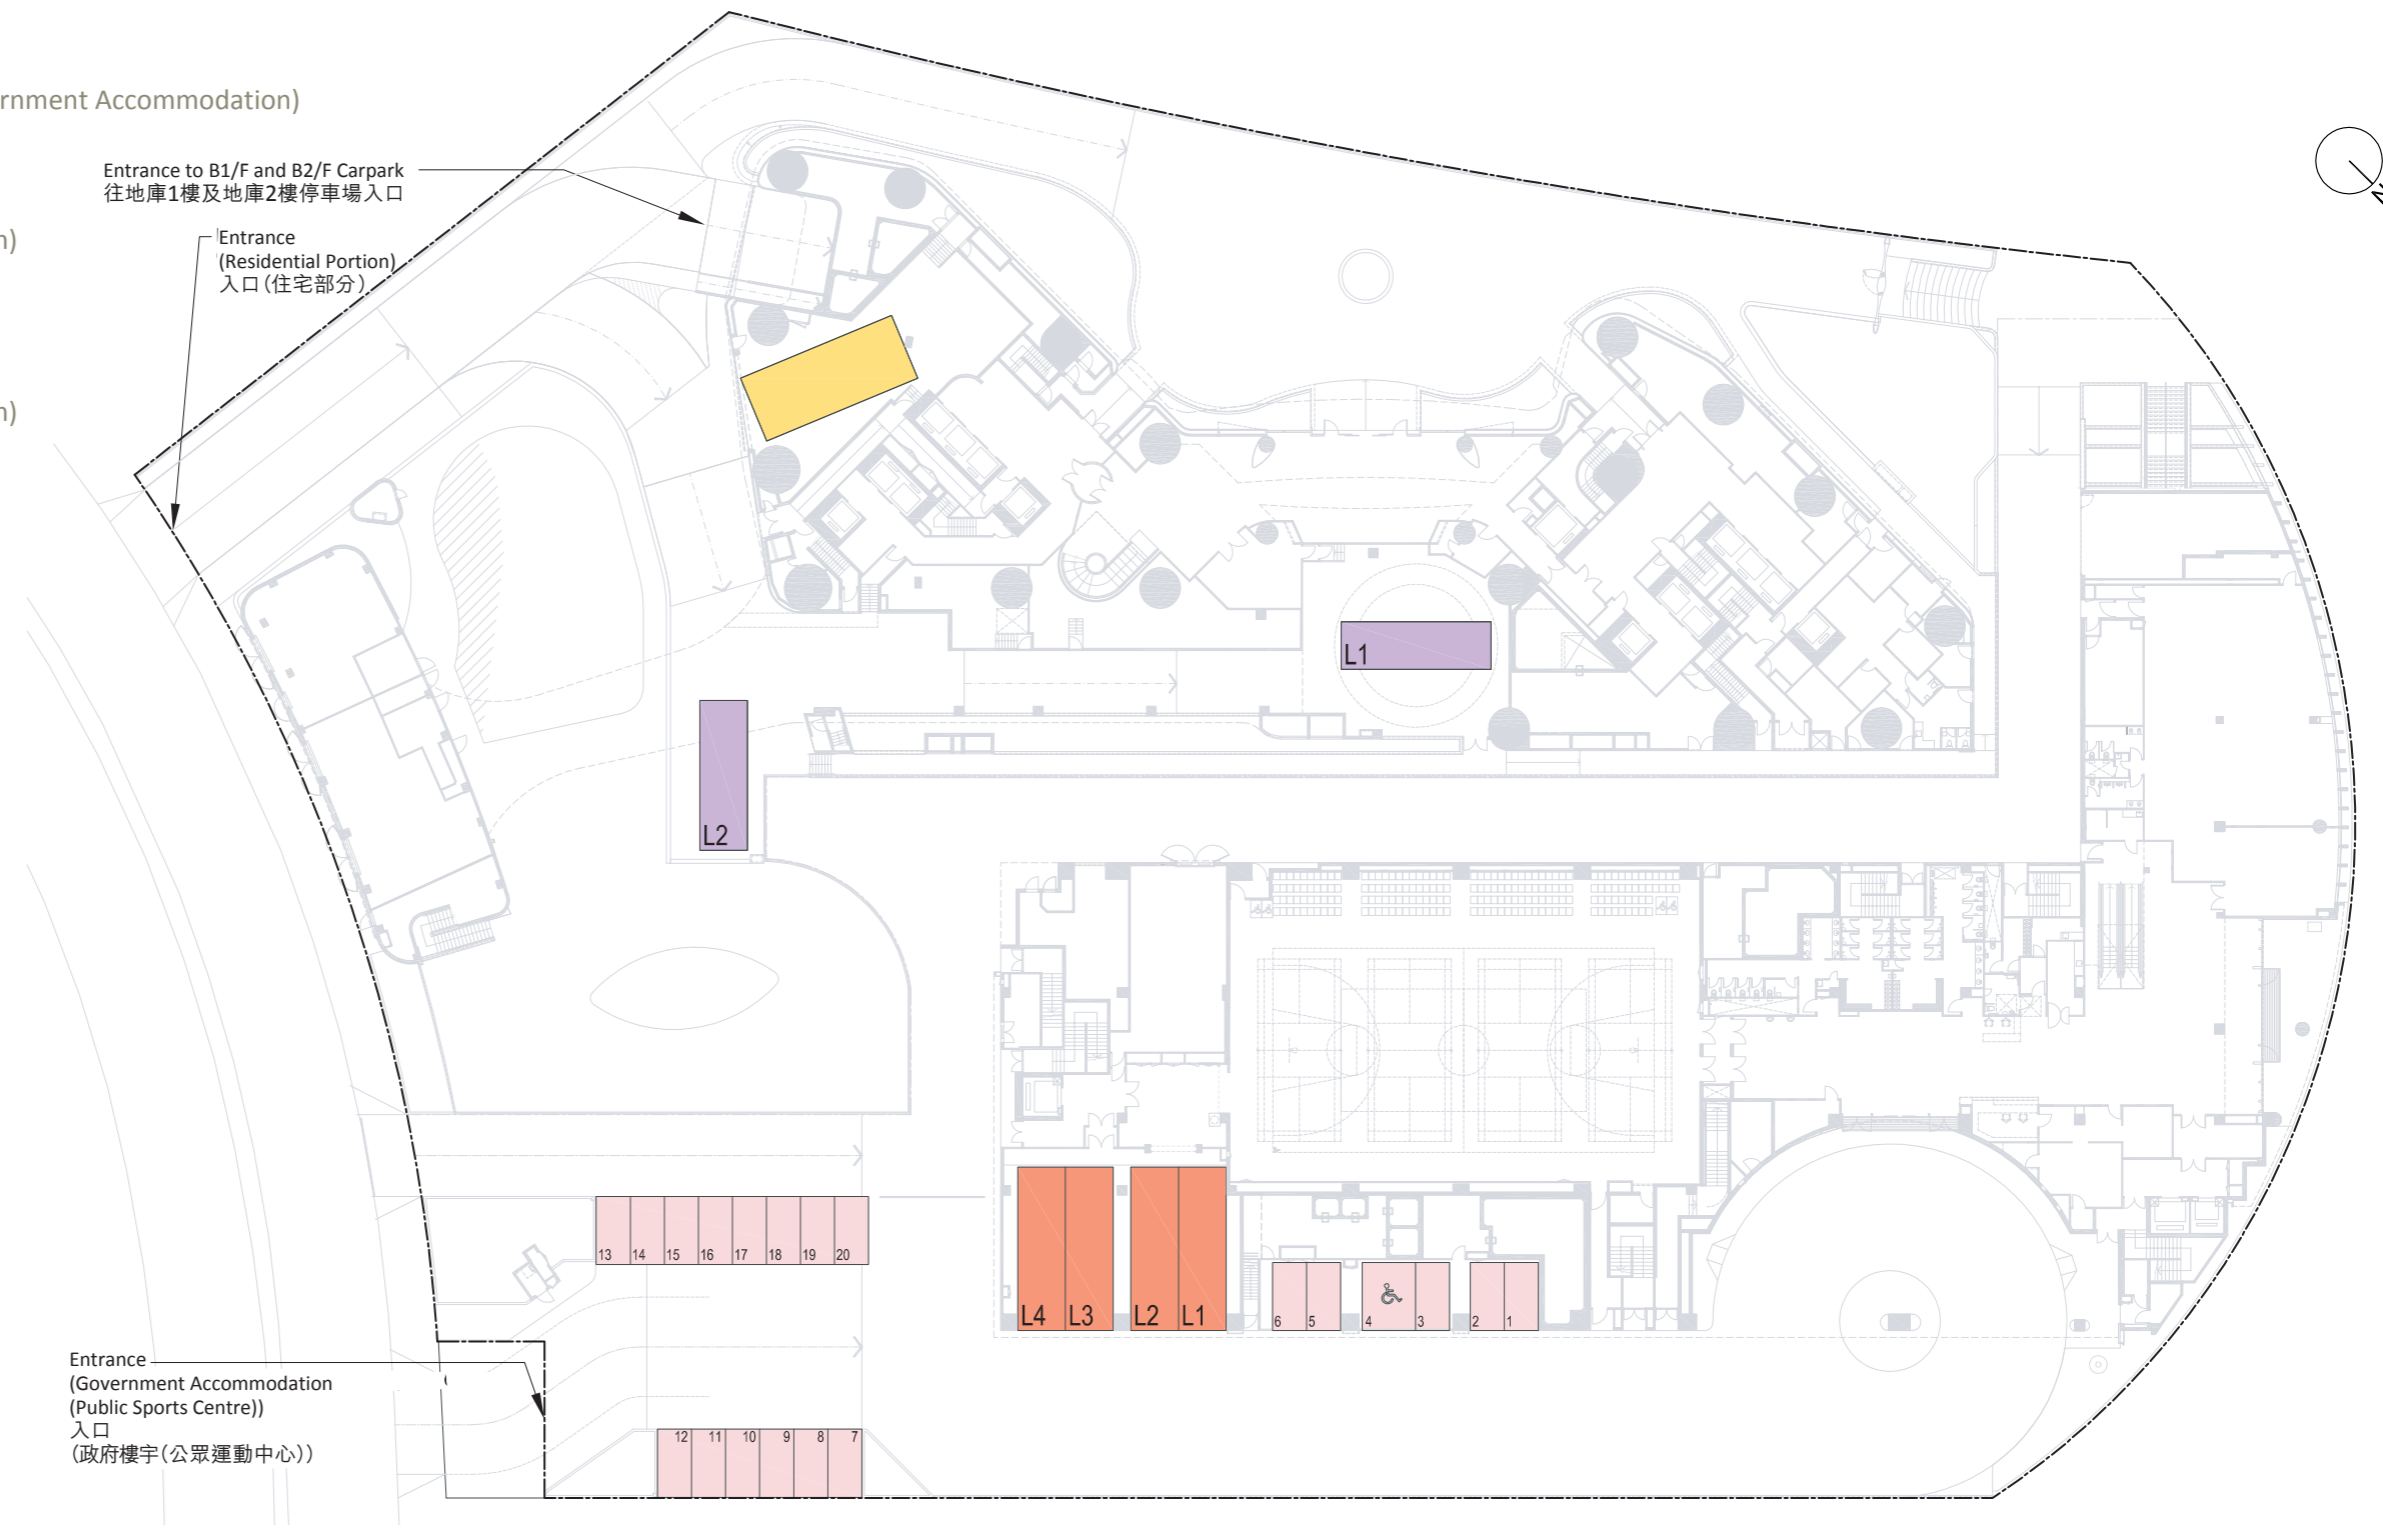 rnment Accommodation)
Entrance to B1/F and B2/F Carpark
往地庫1樓及地庫2樓停車場入口
n)
Entrance
(Residential Portion)
入口(住宅部分)
n)
N
L1
L2
13 14 15 16 17 18 19 20
L4 L3 L2 L1
6 5 4 3 2 1
Entrance
(Government Accommodation
(Public Sports Centre))
入口
(政府樓宇(公眾運動中心))
12 11 10 9 8 7